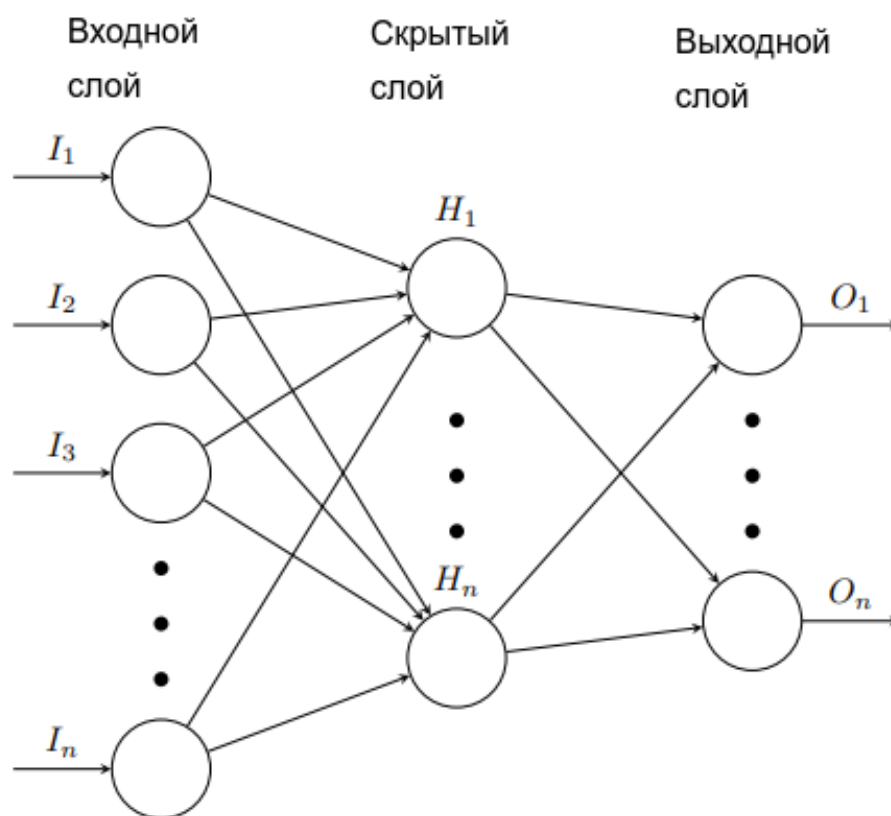 Входной
слой
Скрытый
слой
Выходной
слой
I₁
H₁
I₂
O₁
I₃
Hₙ
Oₙ
Iₙ